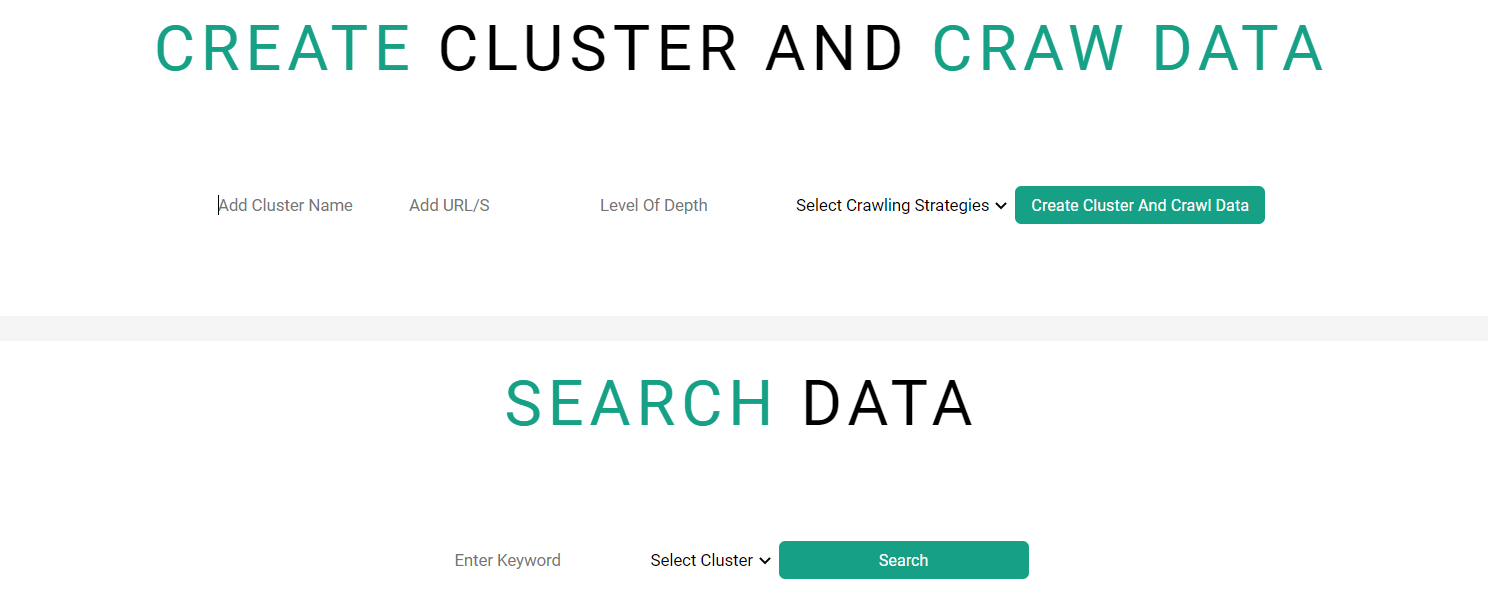 CREATE CLUSTER AND CRAW DATA
Add Cluster Name Add URL/S Level Of Depth Select Crawling Strategies Create Cluster And Crawl Data
SEARCH DATA
Enter Keyword Select Cluster Search